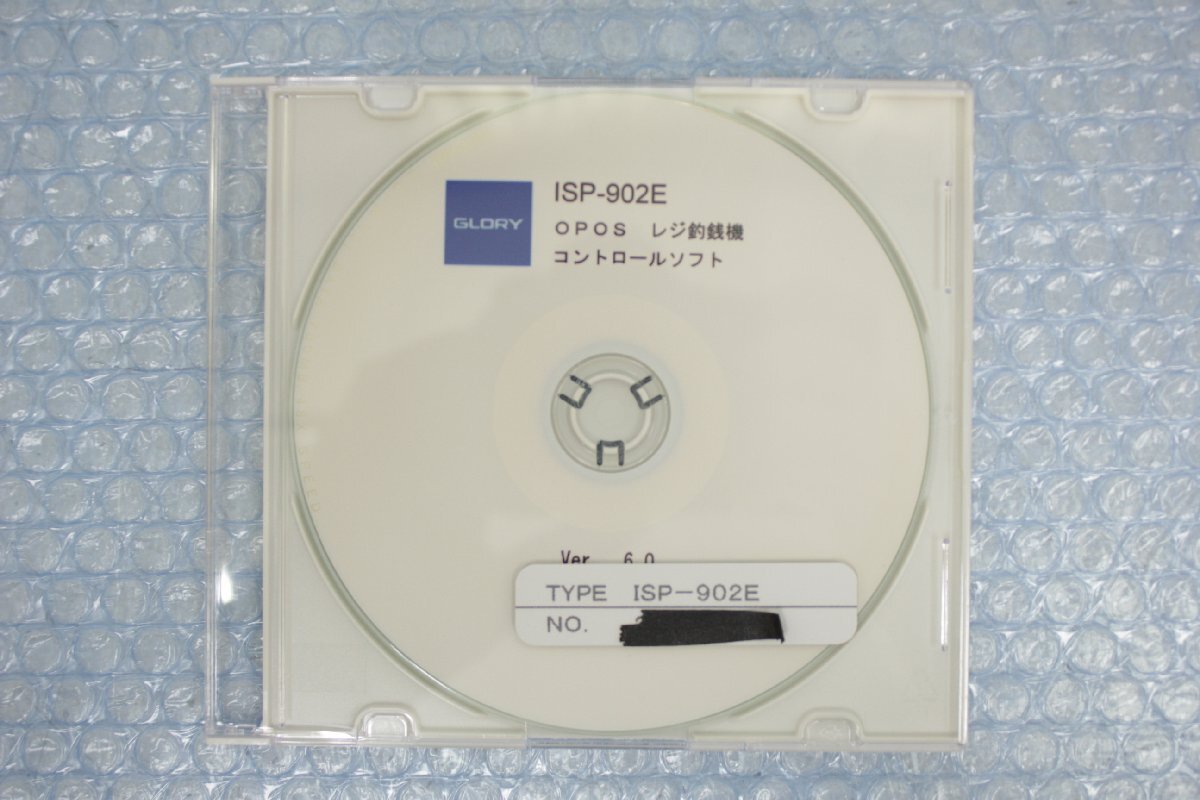 GLORY
ISP-902E
ＯＰＯＳ　レジ釣銭機
コントロールソフト
Ver　6.0
TYPE　ISP－902E
NO.